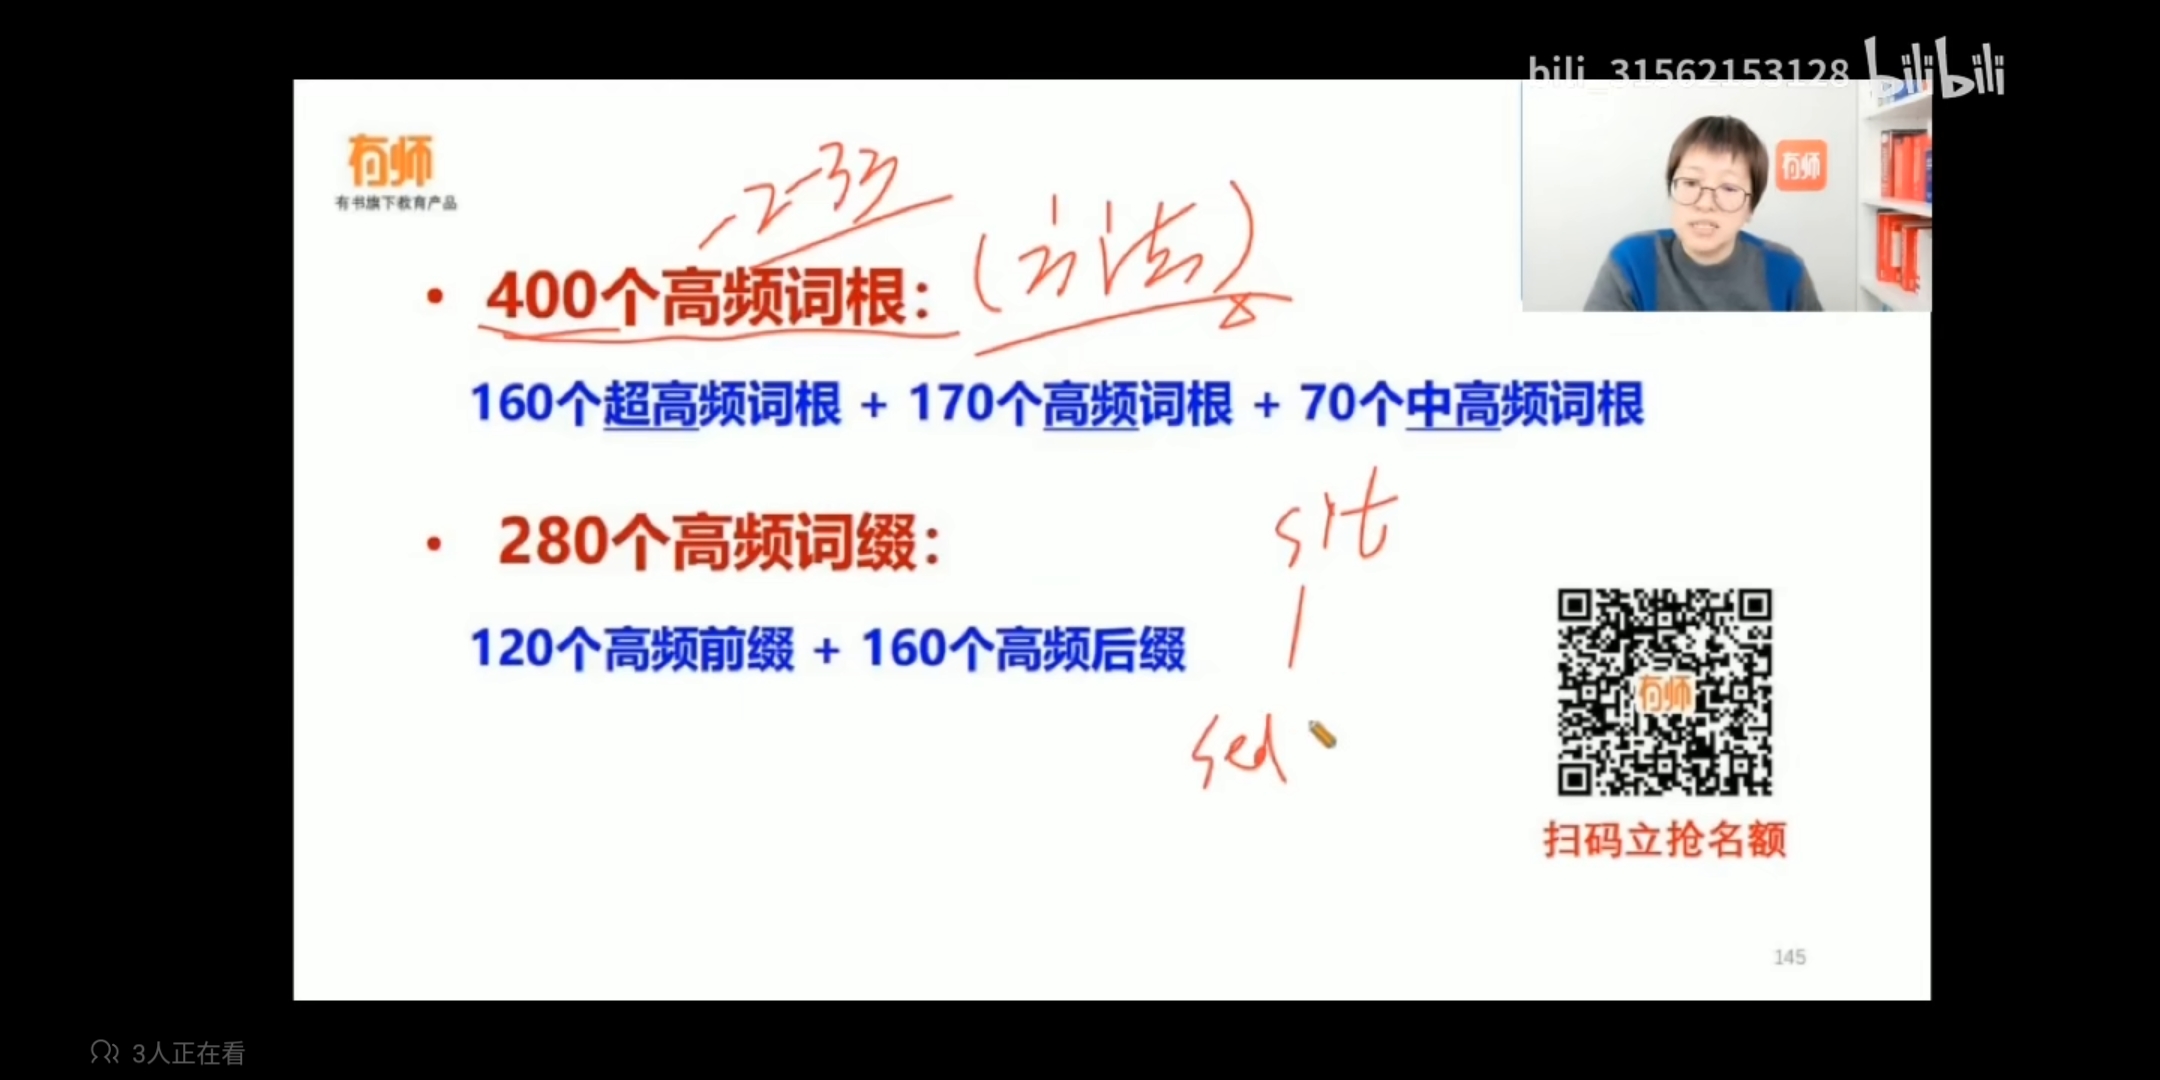 bili_31562153128 bilibili
有师
有书旗下教育产品
有师
(方法)
• 400个高频词根：
160个超高频词根 + 170个高频词根 + 70个中高频词根
sit
• 280个高频词缀：
120个高频前缀 + 160个高频后缀
有师
sed
扫码立抢名额
145
3人正在看